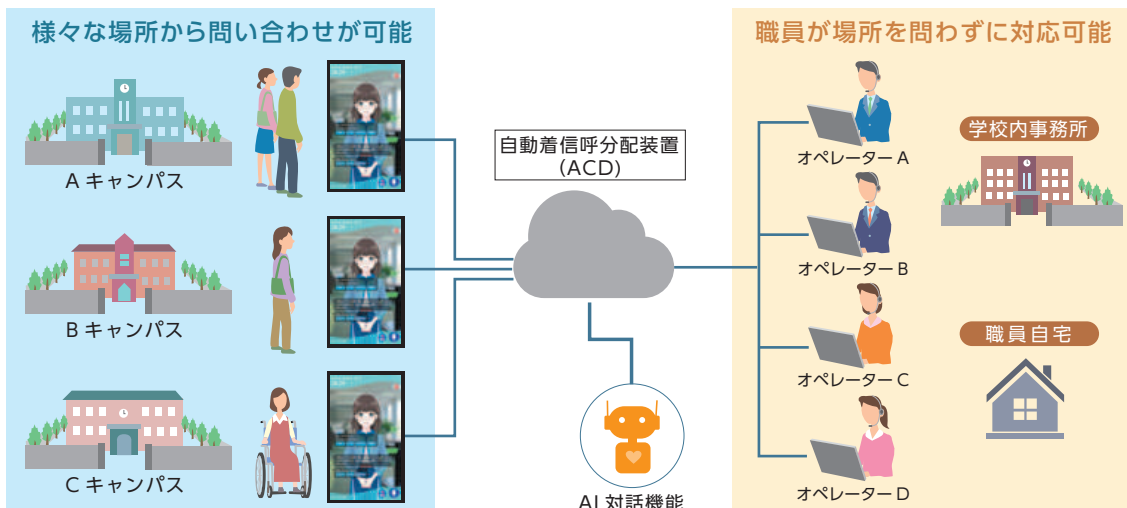 様々な場所から問い合わせが可能
A キャンパス
B キャンパス
C キャンパス
自動着信呼分配装置
(ACD)
AI 対話機能
職員が場所を問わずに対応可能
オペレーター A
オペレーター B
オペレーター C
オペレーター D
学校内事務所
職員自宅